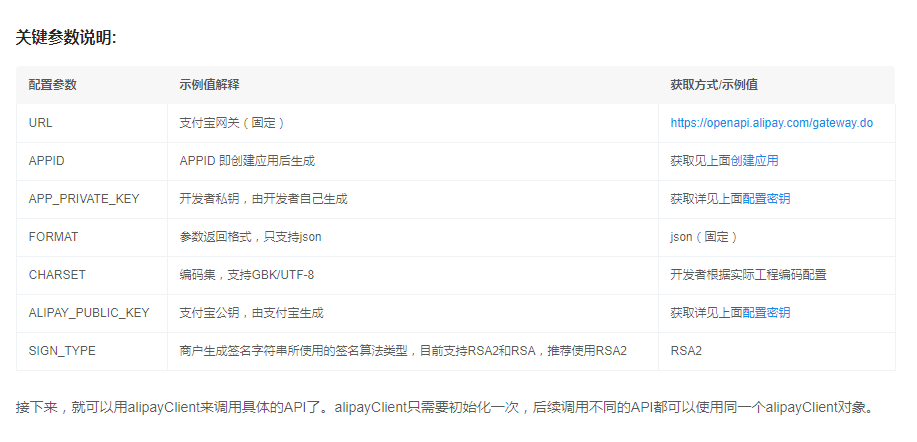 关键参数说明:
配置参数 示例值解释 获取方式/示例值
URL 支付宝网关（固定） https://openapi.alipay.com/gateway.do
APPID APPID 即创建应用后生成 获取见上面创建应用
APP_PRIVATE_KEY 开发者私钥，由开发者自己生成 获取详见上面配置密钥
FORMAT 参数返回格式，只支持json json（固定）
CHARSET 编码集，支持GBK/UTF-8 开发者根据实际工程编码配置
ALIPAY_PUBLIC_KEY 支付宝公钥，由支付宝生成 获取详见上面配置密钥
SIGN_TYPE 商户生成签名字符串所使用的签名算法类型，目前支持RSA2和RSA，推荐使用RSA2 RSA2
接下来，就可以用alipayClient来调用具体的API了。alipayClient只需要初始化一次，后续调用不同的API都可以使用同一个alipayClient对象。